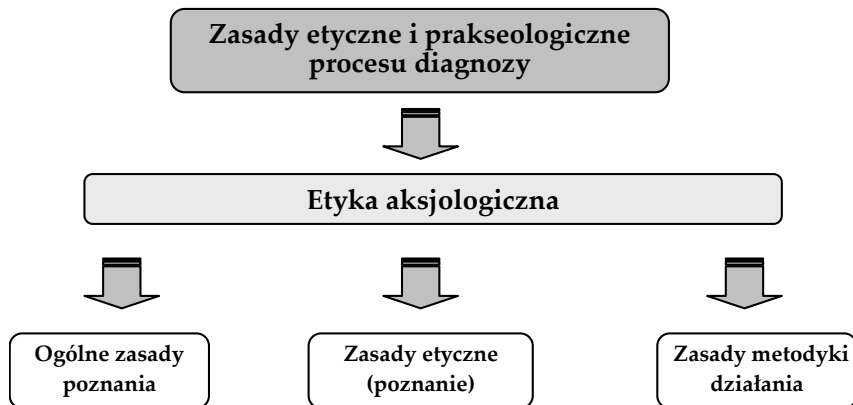 Zasady etyczne i prakseologiczne
procesu diagnozy
Etyka aksjologiczna
Ogólne zasady
poznania
Zasady etyczne
(poznanie)
Zasady metodyki
działania